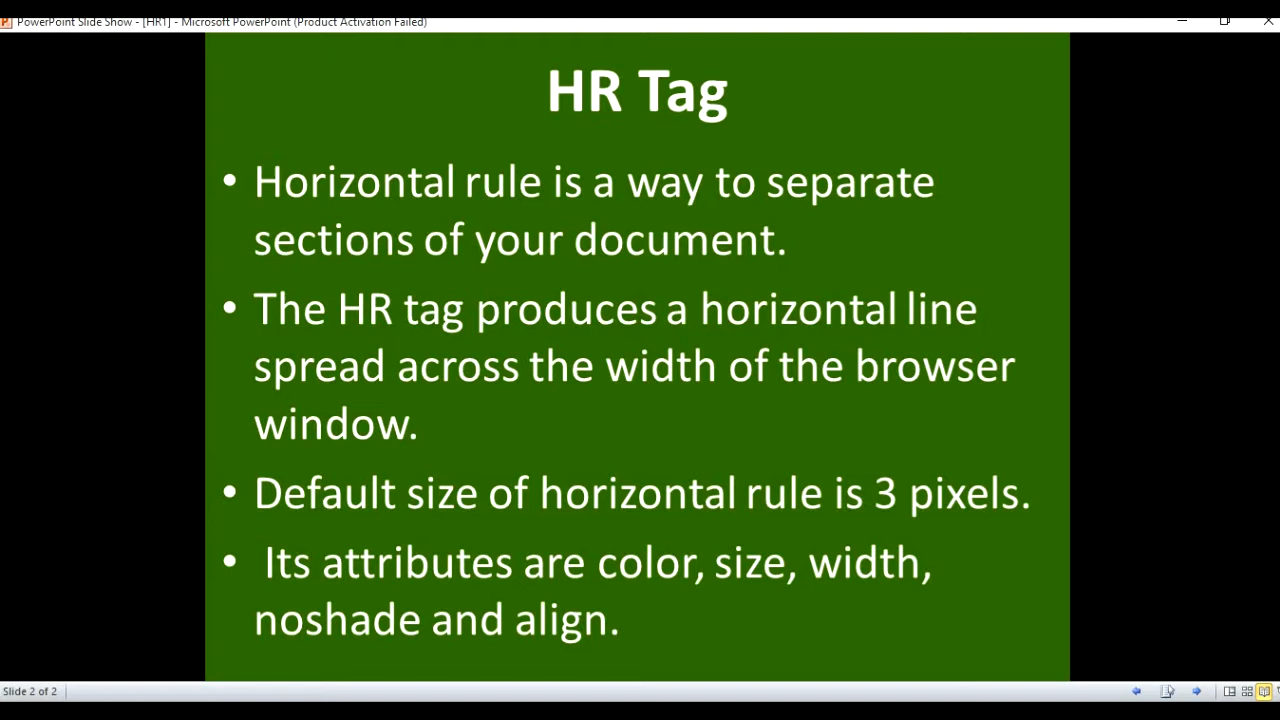 PowerPoint Slide Show - [HR1] - Microsoft PowerPoint (Product Activation Failed)
HR Tag
• Horizontal rule is a way to separate
sections of your document.
• The HR tag produces a horizontal line
spread across the width of the browser
window.
• Default size of horizontal rule is 3 pixels.
• Its attributes are color, size, width,
noshade and align.
Slide 2 of 2